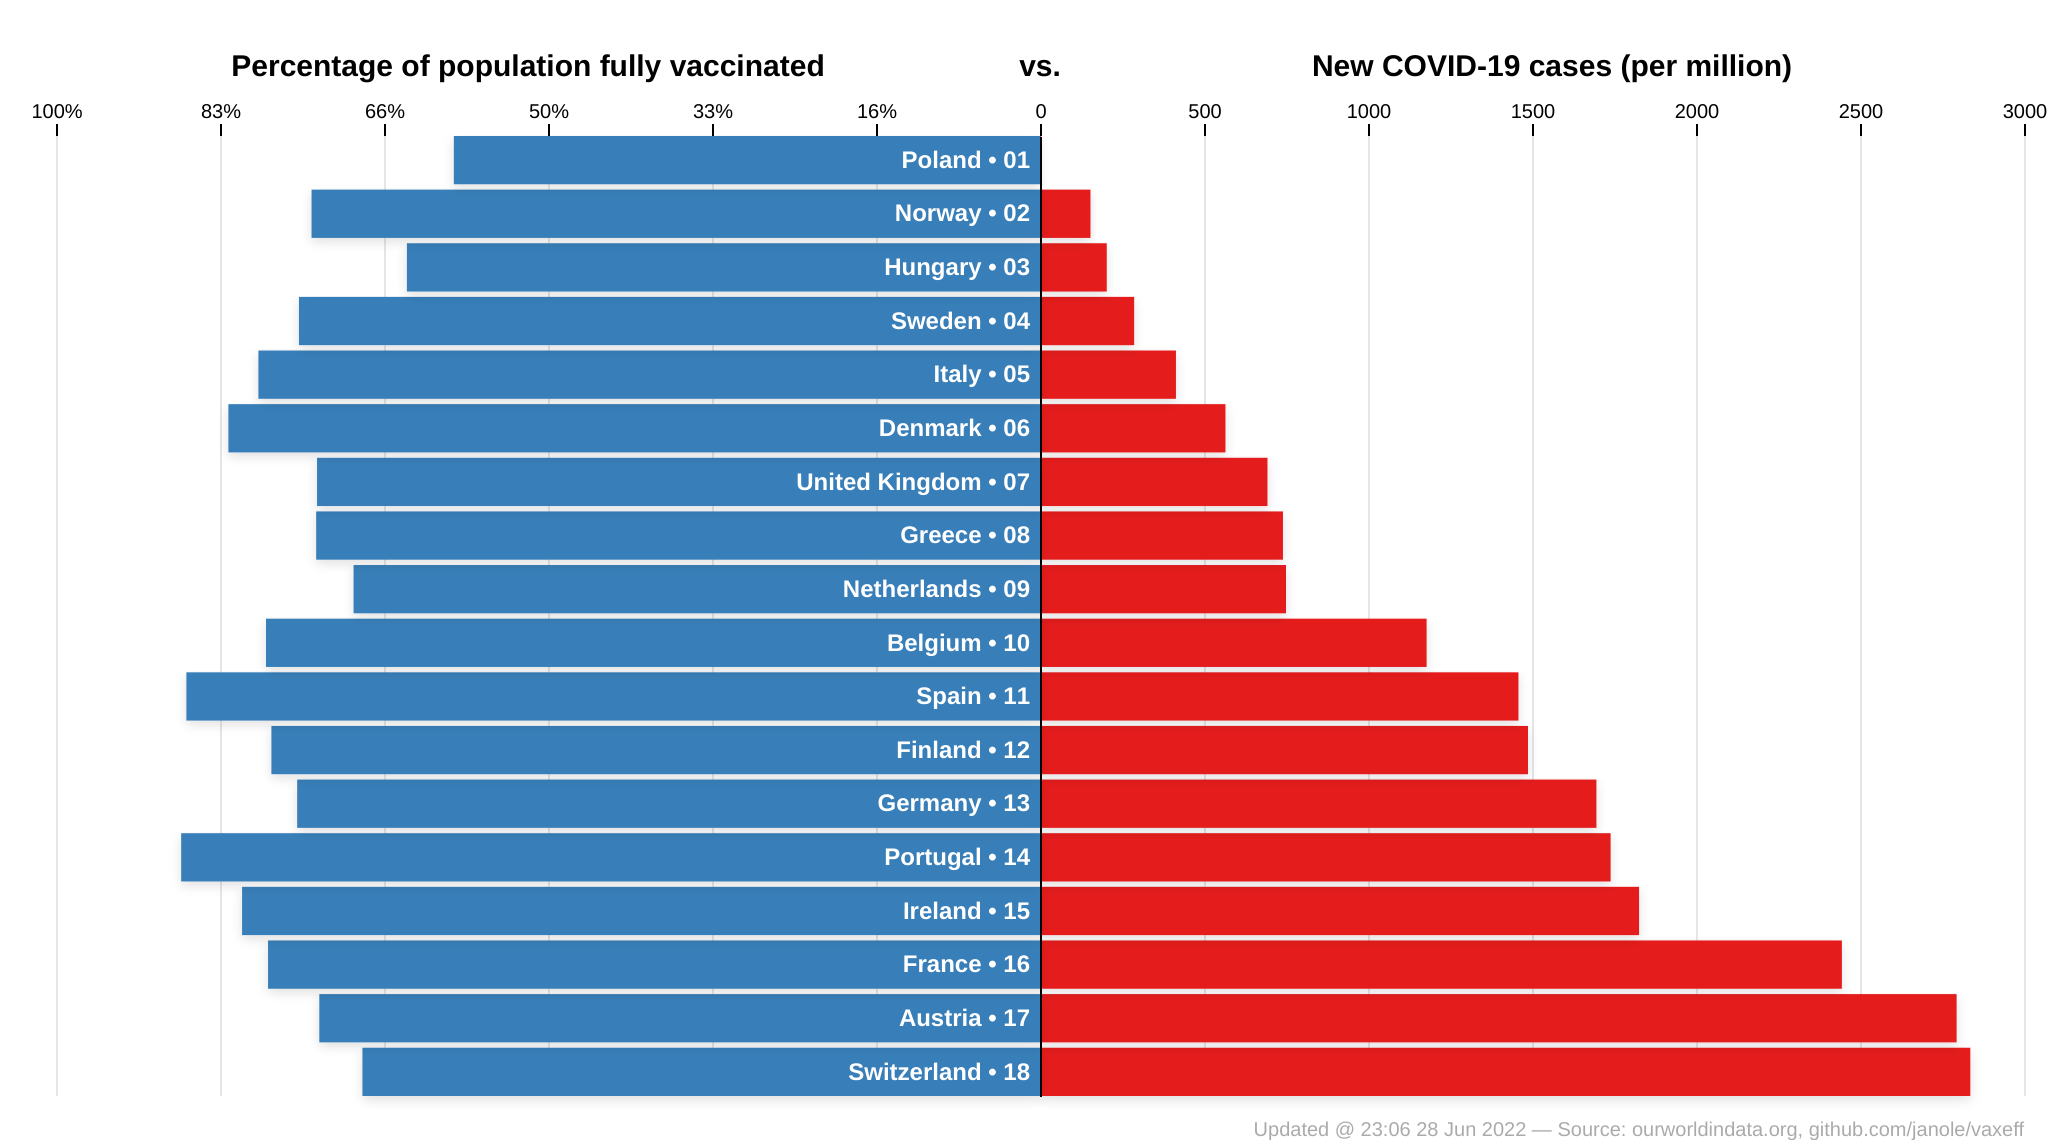 Percentage of population fully vaccinated vs. New COVID-19 cases (per million)
100% 83% 66% 50% 33% 16% 0 500 1000 1500 2000 2500 3000
Poland • 01
Norway • 02
Hungary • 03
Sweden • 04
Italy • 05
Denmark • 06
United Kingdom • 07
Greece • 08
Netherlands • 09
Belgium • 10
Spain • 11
Finland • 12
Germany • 13
Portugal • 14
Ireland • 15
France • 16
Austria • 17
Switzerland • 18
Updated @ 23:06 28 Jun 2022 — Source: ourworldindata.org, github.com/janole/vaxeff